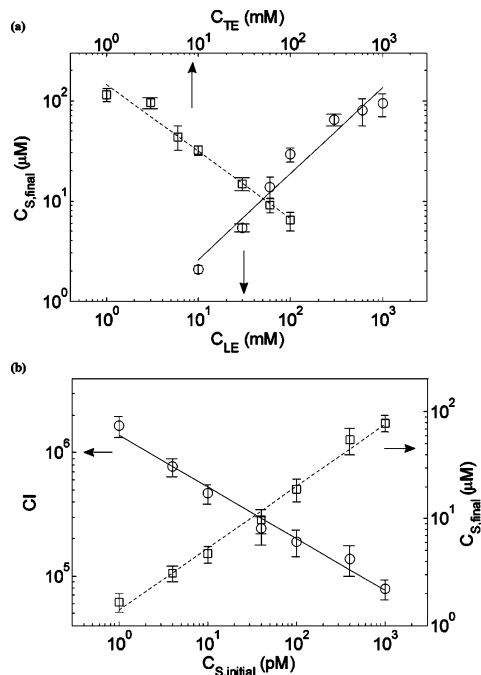 (a)
C_TE (mM)
10^0 10^1 10^2 10^3
10^2
10^1
10^0
C_S,final (μM)
10^0 10^1 10^2 10^3
C_LE (mM)
(b)
10^6
10^5
CI
10^2
10^1
10^0
C_S,final (μM)
10^0 10^1 10^2 10^3
C_S,initial (pM)